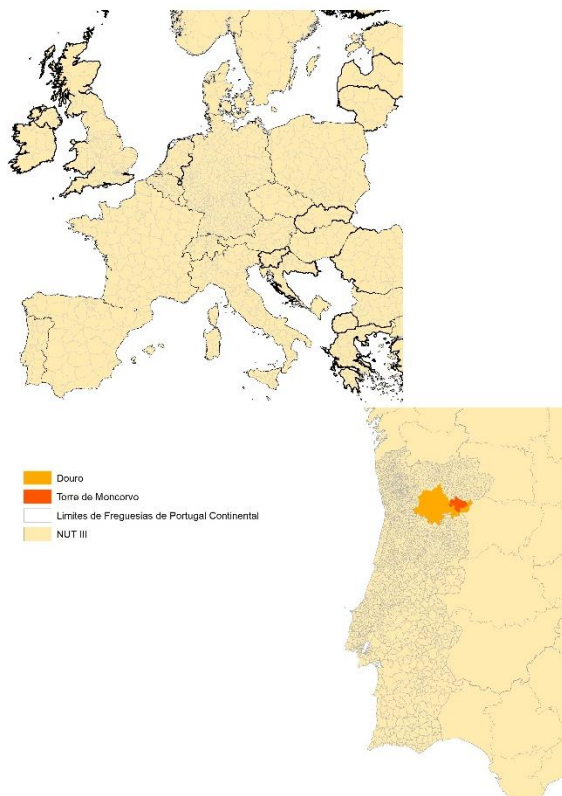 Douro
Torre de Moncorvo
Limites de Freguesias de Portugal Continental
NUT III